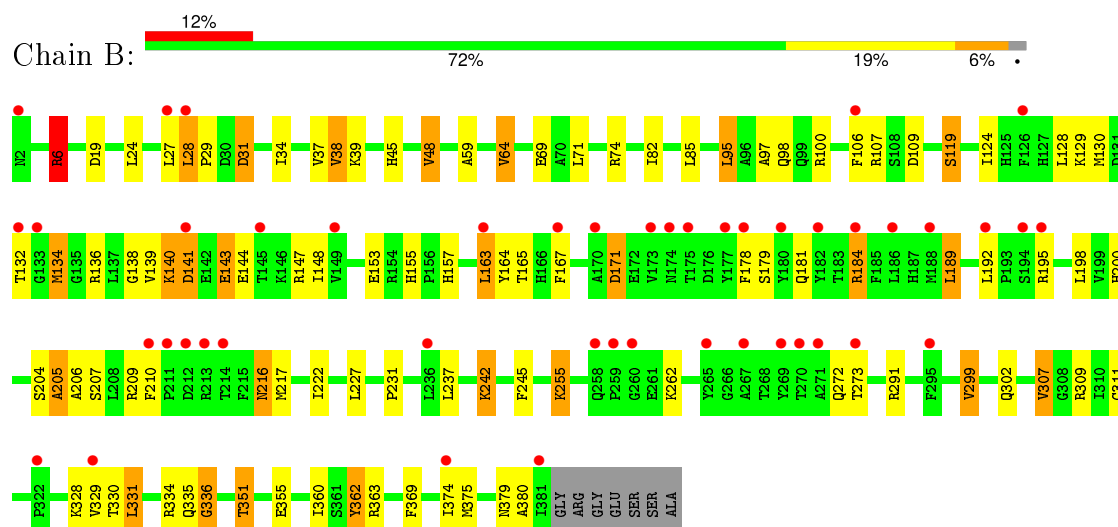 12%
Chain B:
72% 19% 6%
N2 R6 D19 L24 L27 L28 P29 D30 D31 I34 V37 V38 K39 H45 V48 A59 V64 E69 A70 L71 R74 I82 L85 L95 A96 A97 Q98 Q99 R100 F106 R107 S108 D109 S119 I124 H125 F126 H127 L128 K129 M130 D131
T132 G133 M134 G135 R136 L137 G138 V139 K140 D141 E142 E143 E144 T145 K146 R147 I148 V149 E153 R154 H155 P156 H157 L163 Y164 T165 H166 F167 A170 D171 E172 V173 N174 T175 D176 Y177 F178 S179 Y180 Q181 Y182 T183 R184 F185 L186 H187 M188 L189 L192 P193 S194 R195 L198 V199
S204 A205 A206 S207 L208 R209 F210 P211 D212 R213 T214 F215 N216 M217 I222 L227 P231 L236 L237 K242 F245 K255 Q258 P259 G260 E261 K262 Y265 G266 A267 T268 Y269 T270 A271 Q272 T273 R291 F295 V299 Q302 V307 G308 R309 I310
P322 K328 V329 T330 L331 R334 Q335 G336 T351 E355 I360 S361 Y362 R363 F369 I374 M375 N379 A380 I381 GLY ARG GLY GLU SER SER ALA